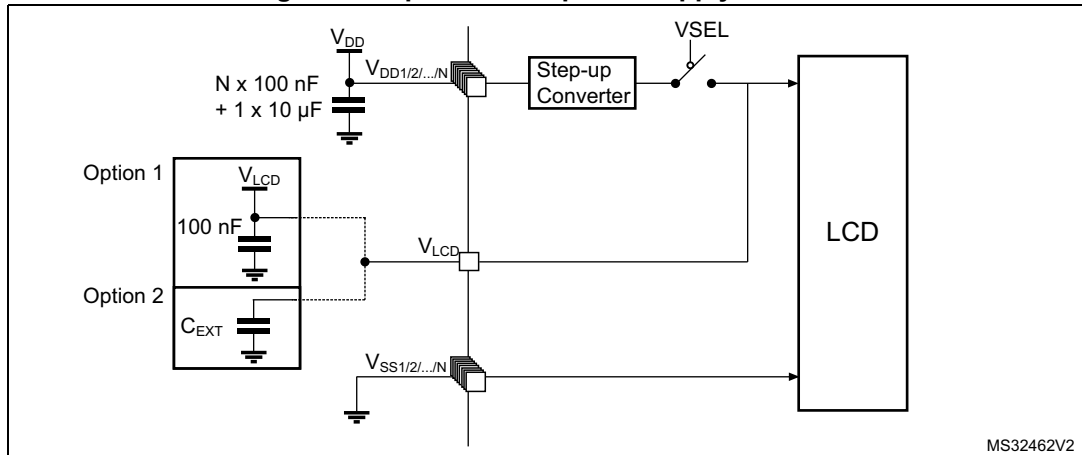 VSEL
VDD
VDD1/2/.../N
Step-up
Converter
N x 100 nF
+ 1 x 10 µF
Option 1
VLCD
100 nF
VLCD
LCD
Option 2
CEXT
VSS1/2/.../N
MS32462V2